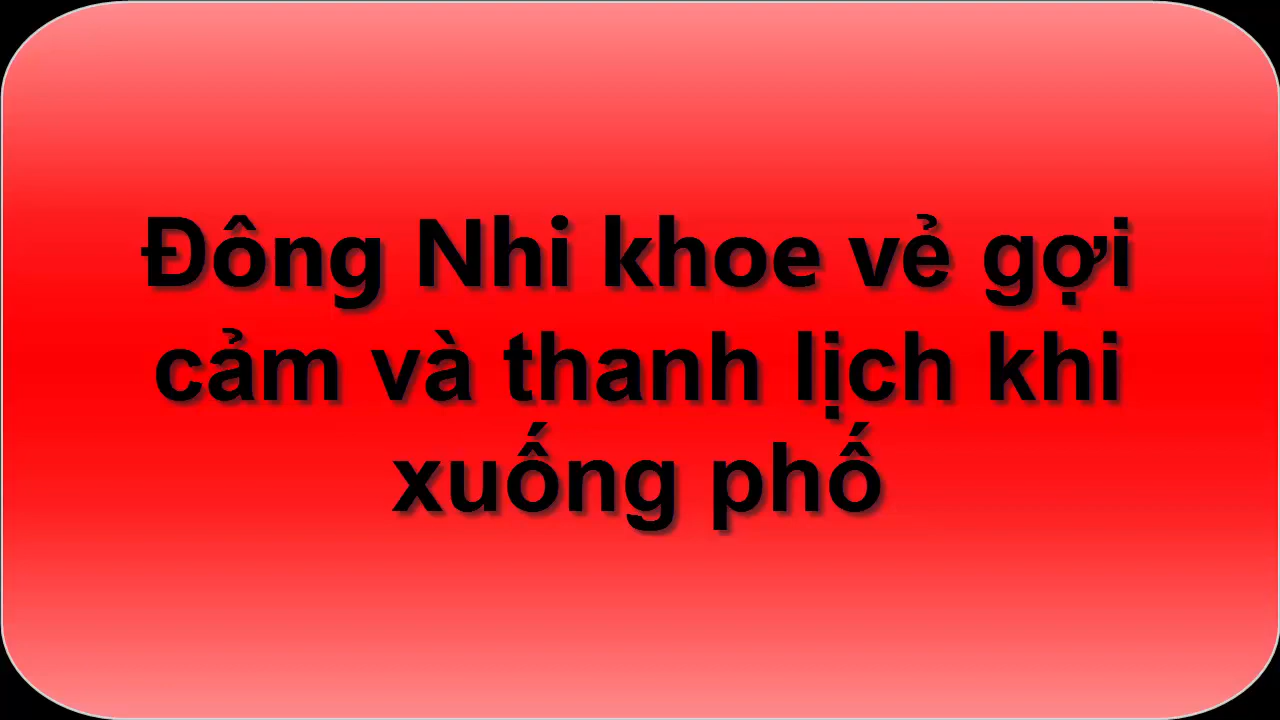 Đông Nhi khoe vẻ gợi
cảm và thanh lịch khi
xuống phố